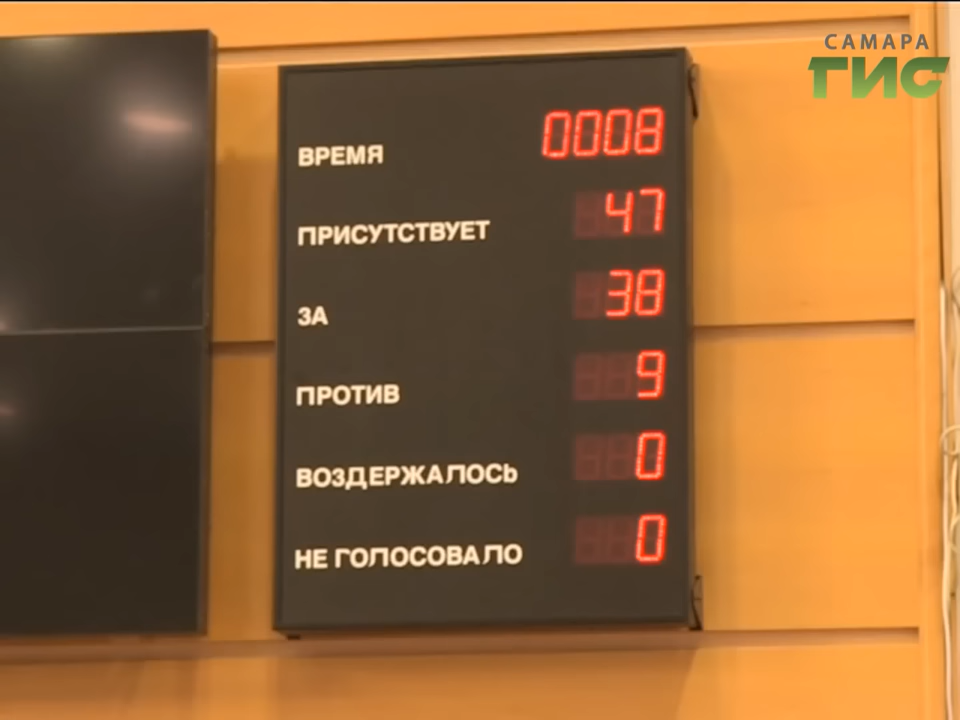 САМАРА
ГИС
ВРЕМЯ 0008
ПРИСУТСТВУЕТ 47
ЗА 38
ПРОТИВ 9
ВОЗДЕРЖАЛОСЬ 0
НЕ ГОЛОСОВАЛО 0